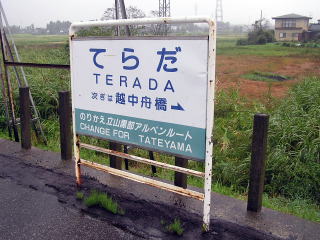 てらだ
TERADA
次ぎは越中舟橋→
のりかえ立山黒部アルペンルート
CHANGE FOR TATEYAMA